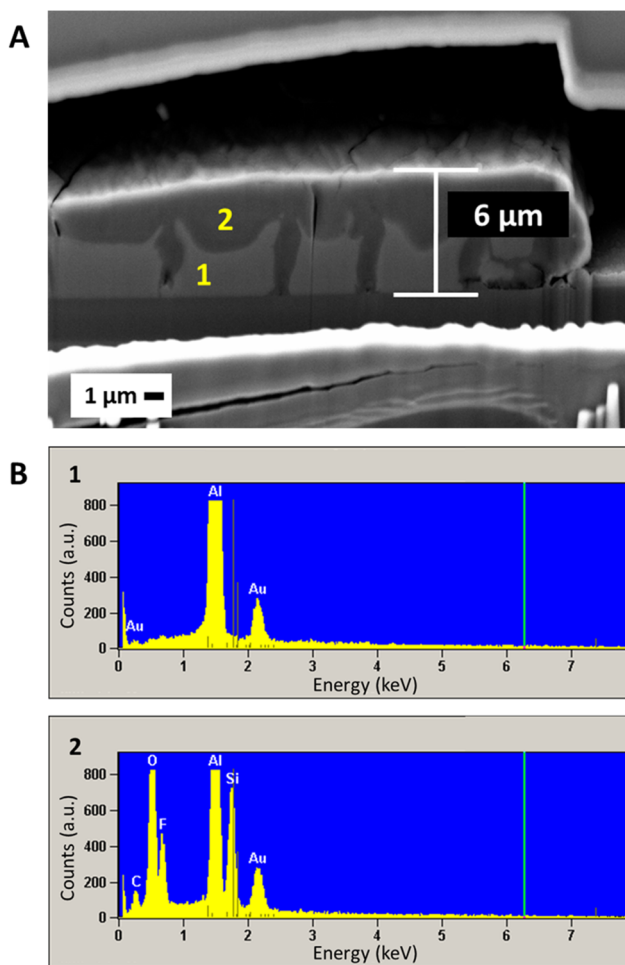 A
2
1
6 μm
1 μm
B
1
Al
800
600
400
200
0
Au
Au
Counts (a.u.)
0 1 2 3 4 5 6 7
Energy (keV)
2
O
Al
800
Si
600
F
400
Au
200
C
0
Counts (a.u.)
0 1 2 3 4 5 6 7
Energy (keV)